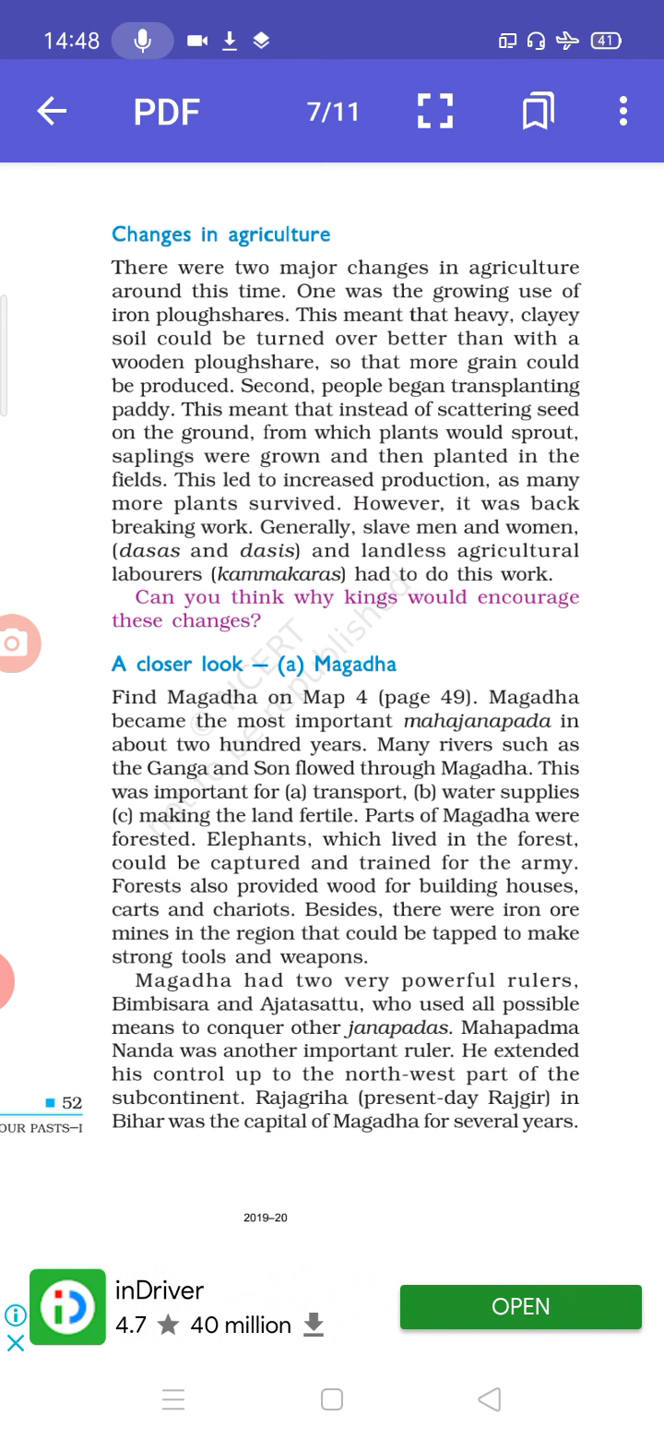 14:48
41
PDF
7/11
Changes in agriculture
There were two major changes in agriculture
around this time. One was the growing use of
iron ploughshares. This meant that heavy, clayey
soil could be turned over better than with a
wooden ploughshare, so that more grain could
be produced. Second, people began transplanting
paddy. This meant that instead of scattering seed
on the ground, from which plants would sprout,
saplings were grown and then planted in the
fields. This led to increased production, as many
more plants survived. However, it was back
breaking work. Generally, slave men and women,
(dasas and dasis) and landless agricultural
labourers (kammakaras) had to do this work.
Can you think why kings would encourage
these changes?
A closer look – (a) Magadha
Find Magadha on Map 4 (page 49). Magadha
became the most important mahajanapada in
about two hundred years. Many rivers such as
the Ganga and Son flowed through Magadha. This
was important for (a) transport, (b) water supplies
(c) making the land fertile. Parts of Magadha were
forested. Elephants, which lived in the forest,
could be captured and trained for the army.
Forests also provided wood for building houses,
carts and chariots. Besides, there were iron ore
mines in the region that could be tapped to make
strong tools and weapons.
Magadha had two very powerful rulers,
Bimbisara and Ajatasattu, who used all possible
means to conquer other janapadas. Mahapadma
Nanda was another important ruler. He extended
his control up to the north-west part of the
subcontinent. Rajagriha (present-day Rajgir) in
Bihar was the capital of Magadha for several years.
52
OUR PASTS–I
© NCERT
not to be republished
2019–20
inDriver
4.7 ★ 40 million
OPEN